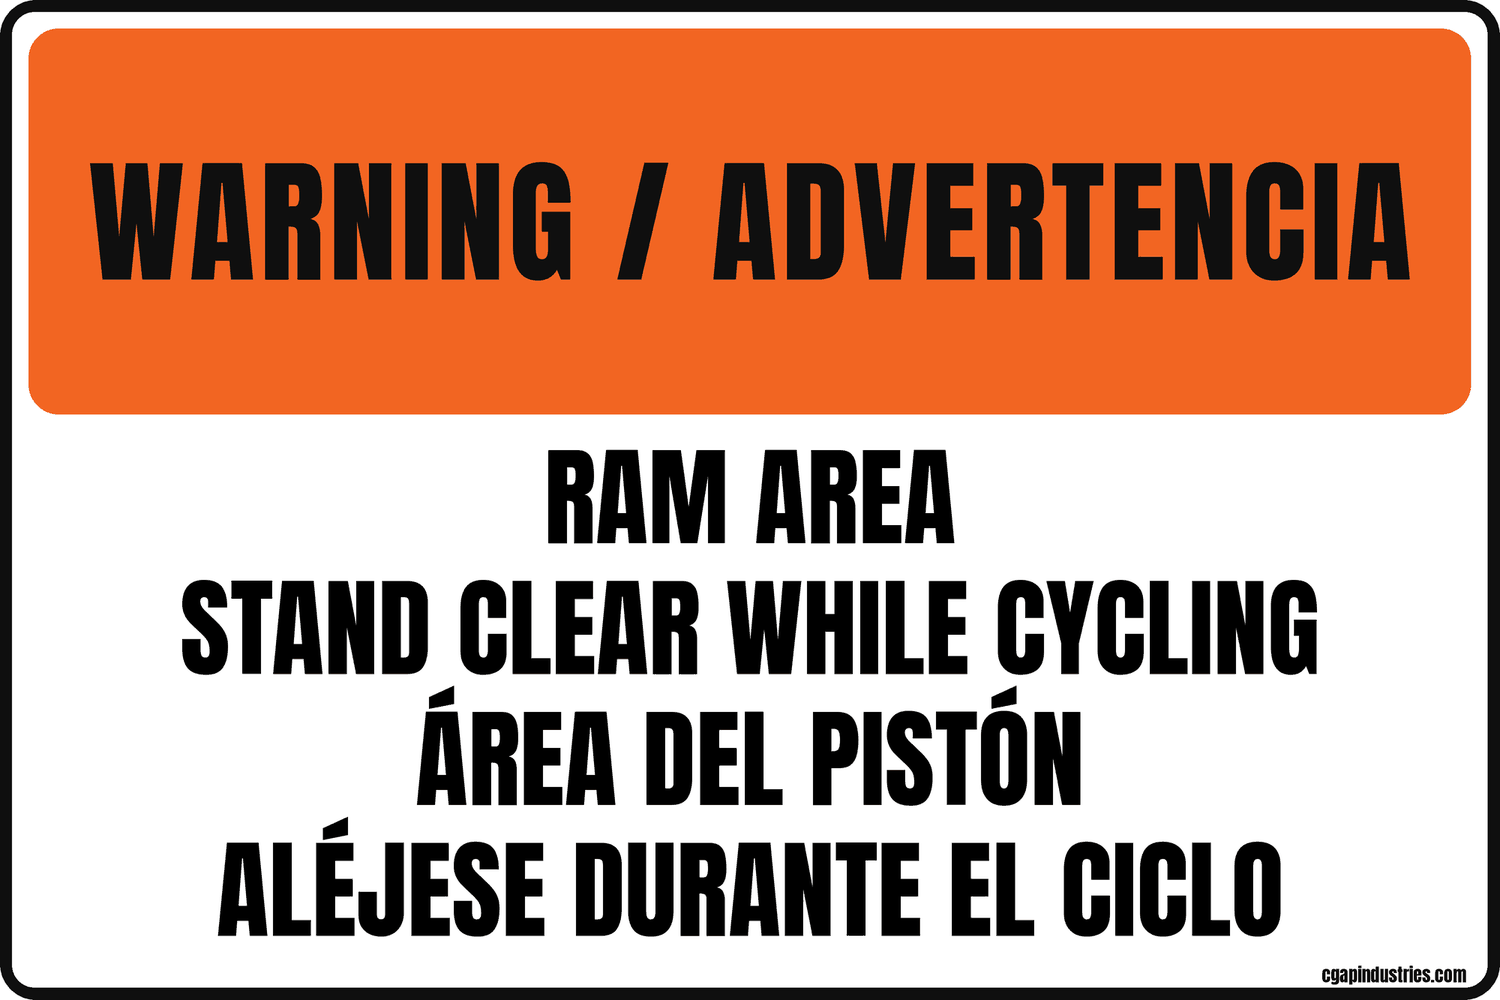 WARNING / ADVERTENCIA
RAM AREA
STAND CLEAR WHILE CYCLING
ÁREA DEL PISTÓN
ALÉJESE DURANTE EL CICLO
cgapindustries.com